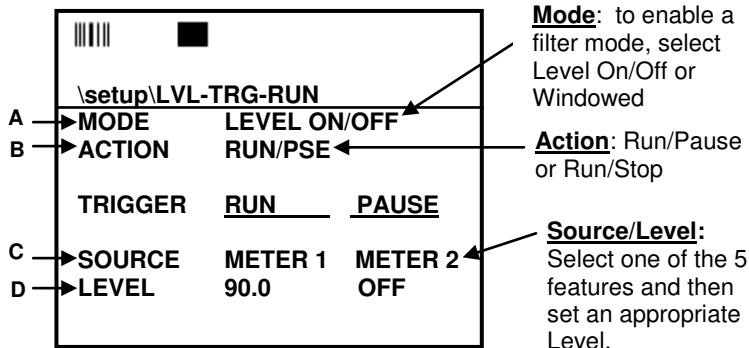 \setup\LVL-TRG-RUN
A MODE LEVEL ON/OFF
B ACTION RUN/PSE
TRIGGER RUN PAUSE
C SOURCE METER 1 METER 2
D LEVEL 90.0 OFF
Mode: to enable a
filter mode, select
Level On/Off or
Windowed
Action: Run/Pause
or Run/Stop
Source/Level:
Select one of the 5
features and then
set an appropriate
Level.